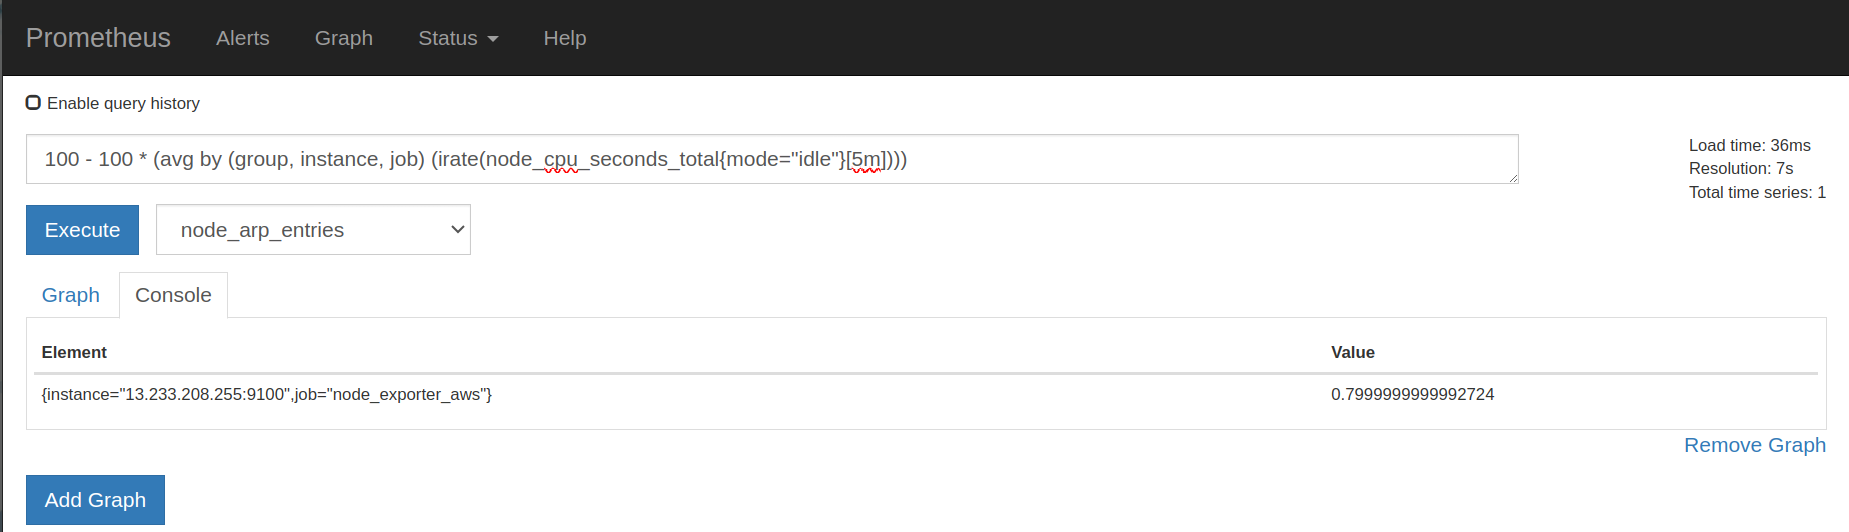 Prometheus Alerts Graph Status Help
Enable query history
100 - 100 * (avg by (group, instance, job) (irate(node_cpu_seconds_total{mode="idle"}[5m])))
Load time: 36ms
Resolution: 7s
Total time series: 1
Execute node_arp_entries
Graph Console
Element Value
{instance="13.233.208.255:9100",job="node_exporter_aws"} 0.7999999999992724
Remove Graph
Add Graph